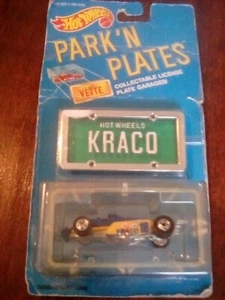 Hot Wheels
PARK'N
PLATES
VETTE
COLLECTABLE LICENSE
PLATE GARAGES!
HOT WHEELS
KRACO